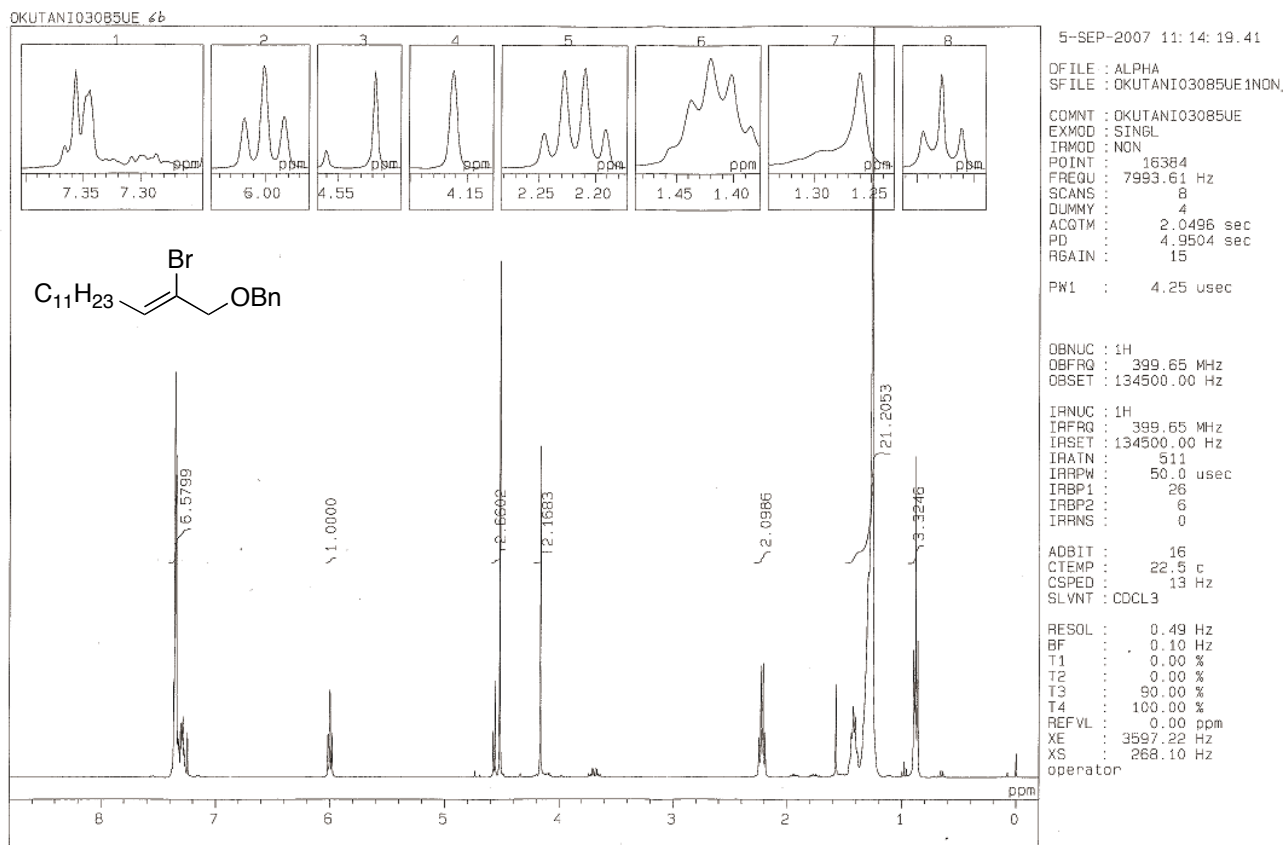 OKUTANI03085UE 6b
1 2 3 4 5 6 7 8
ppm ppm ppm ppm ppm ppm ppm ppm
7.35 7.30 6.00 4.55 4.15 2.25 2.20 1.45 1.40 1.30 1.25
Br
C11H23
OBn
6.5799
1.0000
2.6602
2.1683
2.0986
21.2053
3.3246
ppm
8 7 6 5 4 3 2 1 0
5-SEP-2007 11:14:19.41
DFILE : ALPHA
SFILE : OKUTANI03085UE1NON.
COMNT : OKUTANI03085UE
EXMOD : SINGL
IRMOD : NON
POINT : 16384
FREQU : 7993.61 Hz
SCANS : 8
DUMMY : 4
ACQTM : 2.0496 sec
PD : 4.9504 sec
RGAIN : 15
PW1 : 4.25 usec
OBNUC : 1H
OBFRQ : 399.65 MHz
OBSET : 134500.00 Hz
IRNUC : 1H
IRFRQ : 399.65 MHz
IRSET : 134500.00 Hz
IRATN : 511
IRRPW : 50.0 usec
IRBP1 : 26
IRBP2 : 6
IRRNS : 0
ADBIT : 16
CTEMP : 22.5 c
CSPED : 13 Hz
SLVNT : CDCL3
RESOL : 0.49 Hz
BF : 0.10 Hz
T1 : 0.00 %
T2 : 0.00 %
T3 : 90.00 %
T4 : 100.00 %
REFVL : 0.00 ppm
XE : 3597.22 Hz
XS : 268.10 Hz
operator